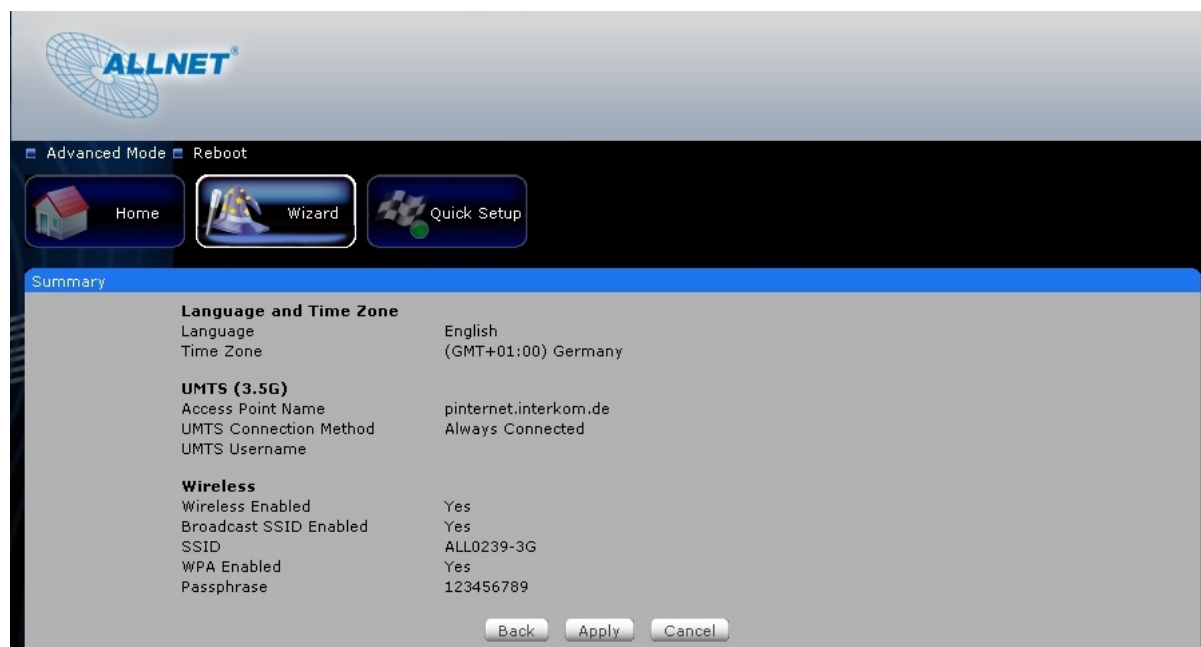 ALLNET®
Advanced Mode Reboot
Home Wizard Quick Setup
Summary
Language and Time Zone
Language English
Time Zone (GMT+01:00) Germany
UMTS (3.5G)
Access Point Name pinternet.interkom.de
UMTS Connection Method Always Connected
UMTS Username
Wireless
Wireless Enabled Yes
Broadcast SSID Enabled Yes
SSID ALL0239-3G
WPA Enabled Yes
Passphrase 123456789
Back Apply Cancel